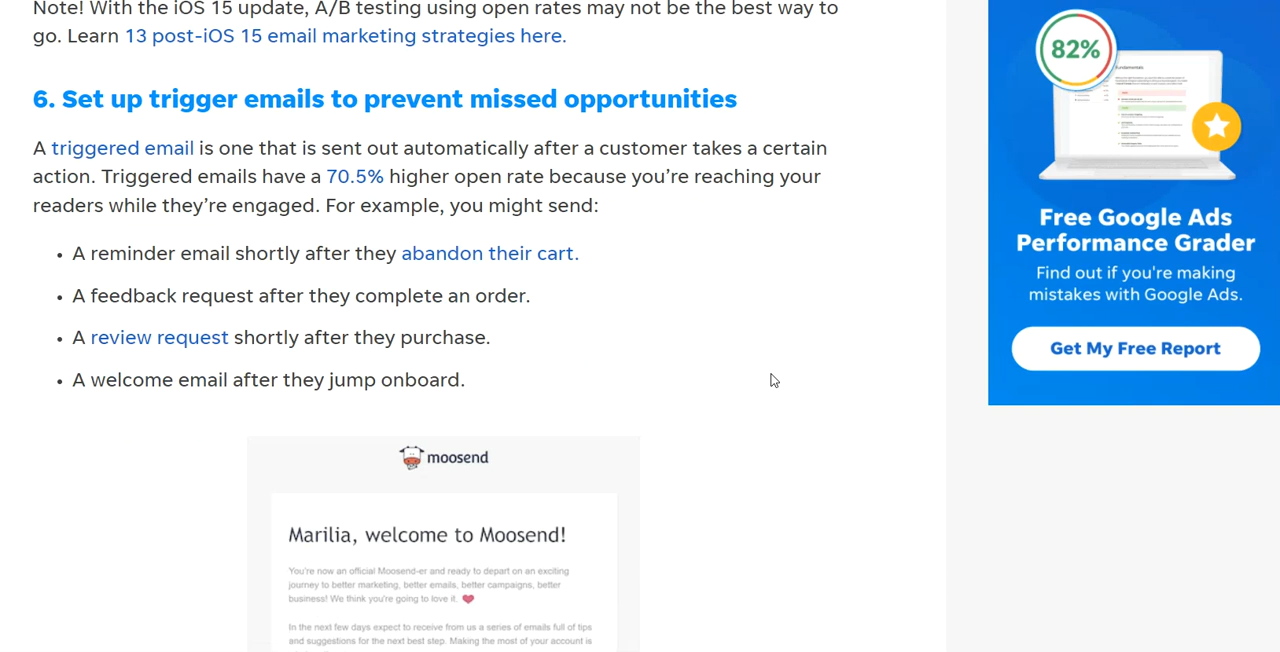 Note! With the iOS 15 update, A/B testing using open rates may not be the best way to
go. Learn 13 post-iOS 15 email marketing strategies here.
6. Set up trigger emails to prevent missed opportunities
A triggered email is one that is sent out automatically after a customer takes a certain
action. Triggered emails have a 70.5% higher open rate because you’re reaching your
readers while they’re engaged. For example, you might send:
• A reminder email shortly after they abandon their cart.
• A feedback request after they complete an order.
• A review request shortly after they purchase.
• A welcome email after they jump onboard.
moosend
Marilia, welcome to Moosend!
You're now an official Moosend-er and ready to depart on an exciting
journey to better marketing, better emails, better campaigns, better
business! We think you're going to love it.
In the next few days expect to receive from us a series of emails full of tips
and suggestions for the next best step. Making the most of your account is
82%
Fundamentals
Free Google Ads
Performance Grader
Find out if you're making
mistakes with Google Ads.
Get My Free Report